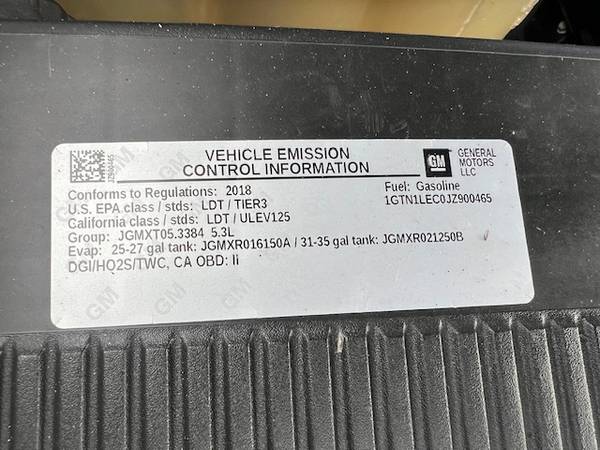 VEHICLE EMISSION
CONTROL INFORMATION
GM
GENERAL
MOTORS
LLC
Conforms to Regulations: 2018
Fuel: Gasoline
U.S. EPA class / stds: LDT / TIER3
1GTN1LEC0JZ900465
California class / stds: LDT / ULEV125
Group: JGMXT05.3384 5.3L
Evap: 25-27 gal tank: JGMXR016150A / 31-35 gal tank: JGMXR021250B
DGI/HQ2S/TWC, CA OBD: Ii